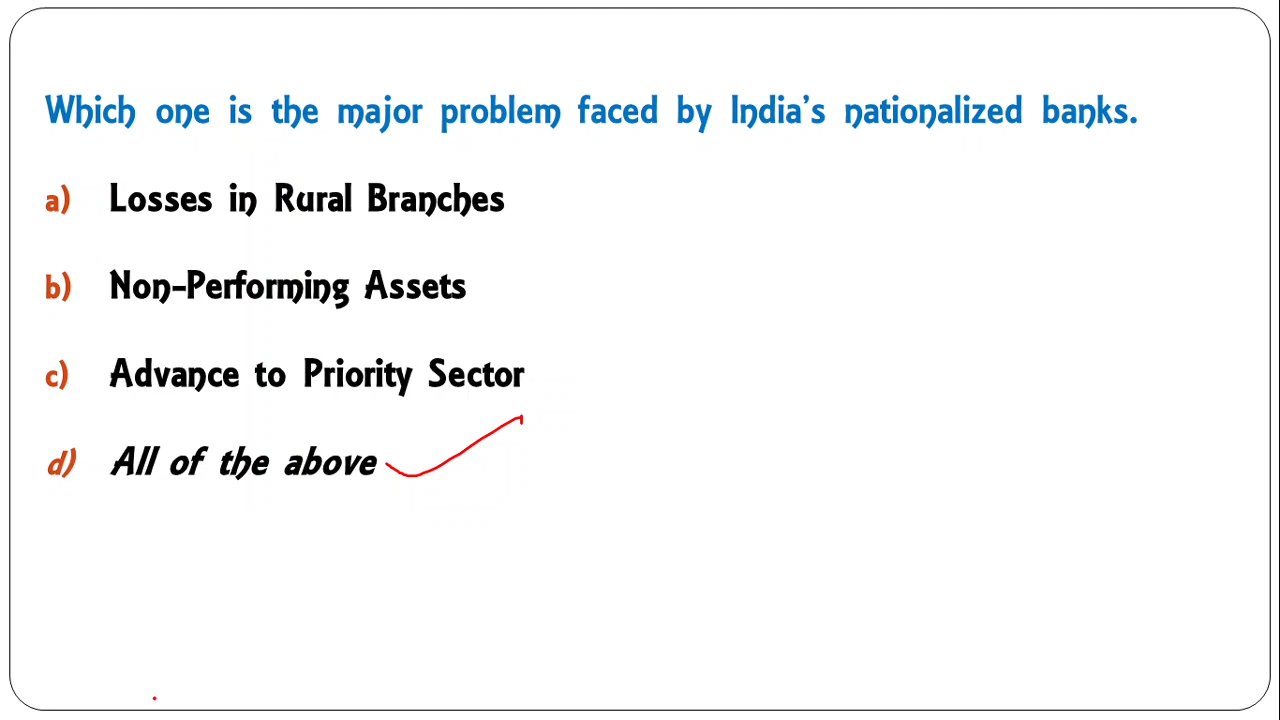 Which one is the major problem faced by India's nationalized banks.
a) Losses in Rural Branches
b) Non-Performing Assets
c) Advance to Priority Sector
d) All of the above